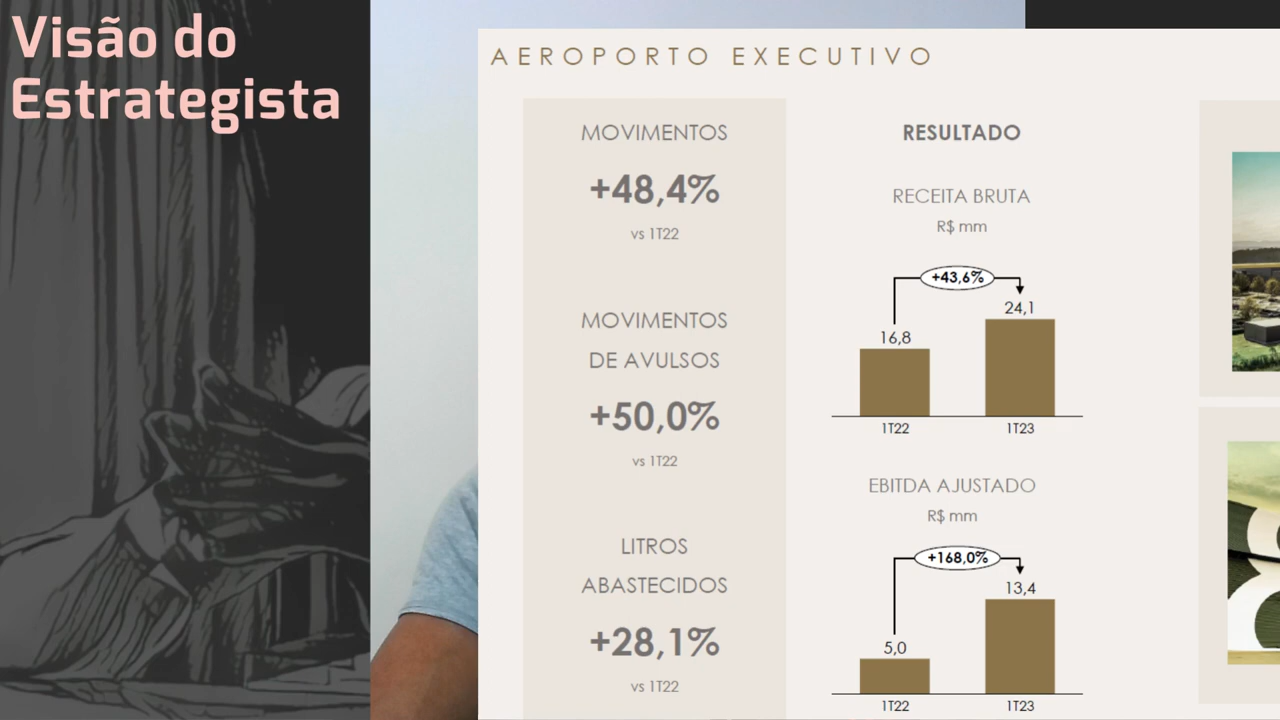 Visão do
Estrategista
AEROPORTO EXECUTIVO
MOVIMENTOS
+48,4%
vs 1T22
MOVIMENTOS
DE AVULSOS
+50,0%
vs 1T22
LITROS
ABASTECIDOS
+28,1%
vs 1T22
RESULTADO
RECEITA BRUTA
R$ mm
+43,6%
16,8
24,1
1T22
1T23
EBITDA AJUSTADO
R$ mm
+168,0%
5,0
13,4
1T22
1T23